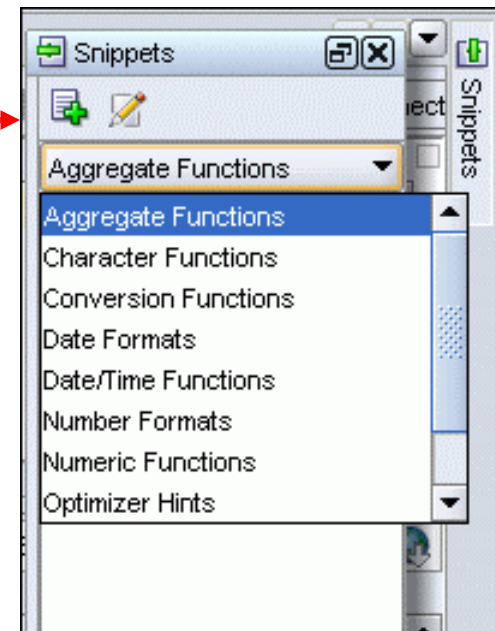 Snippets
Snippets
Aggregate Functions
Aggregate Functions
Character Functions
Conversion Functions
Date Formats
Date/Time Functions
Number Formats
Numeric Functions
Optimizer Hints